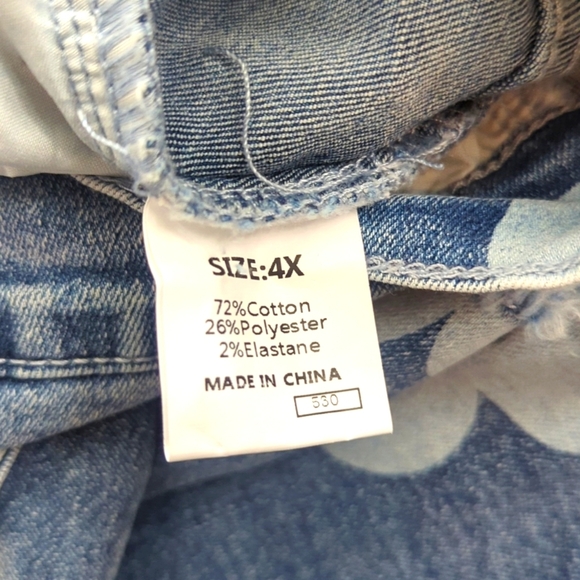 SIZE:4X
72%Cotton
26%Polyester
2%Elastane
MADE IN CHINA
530